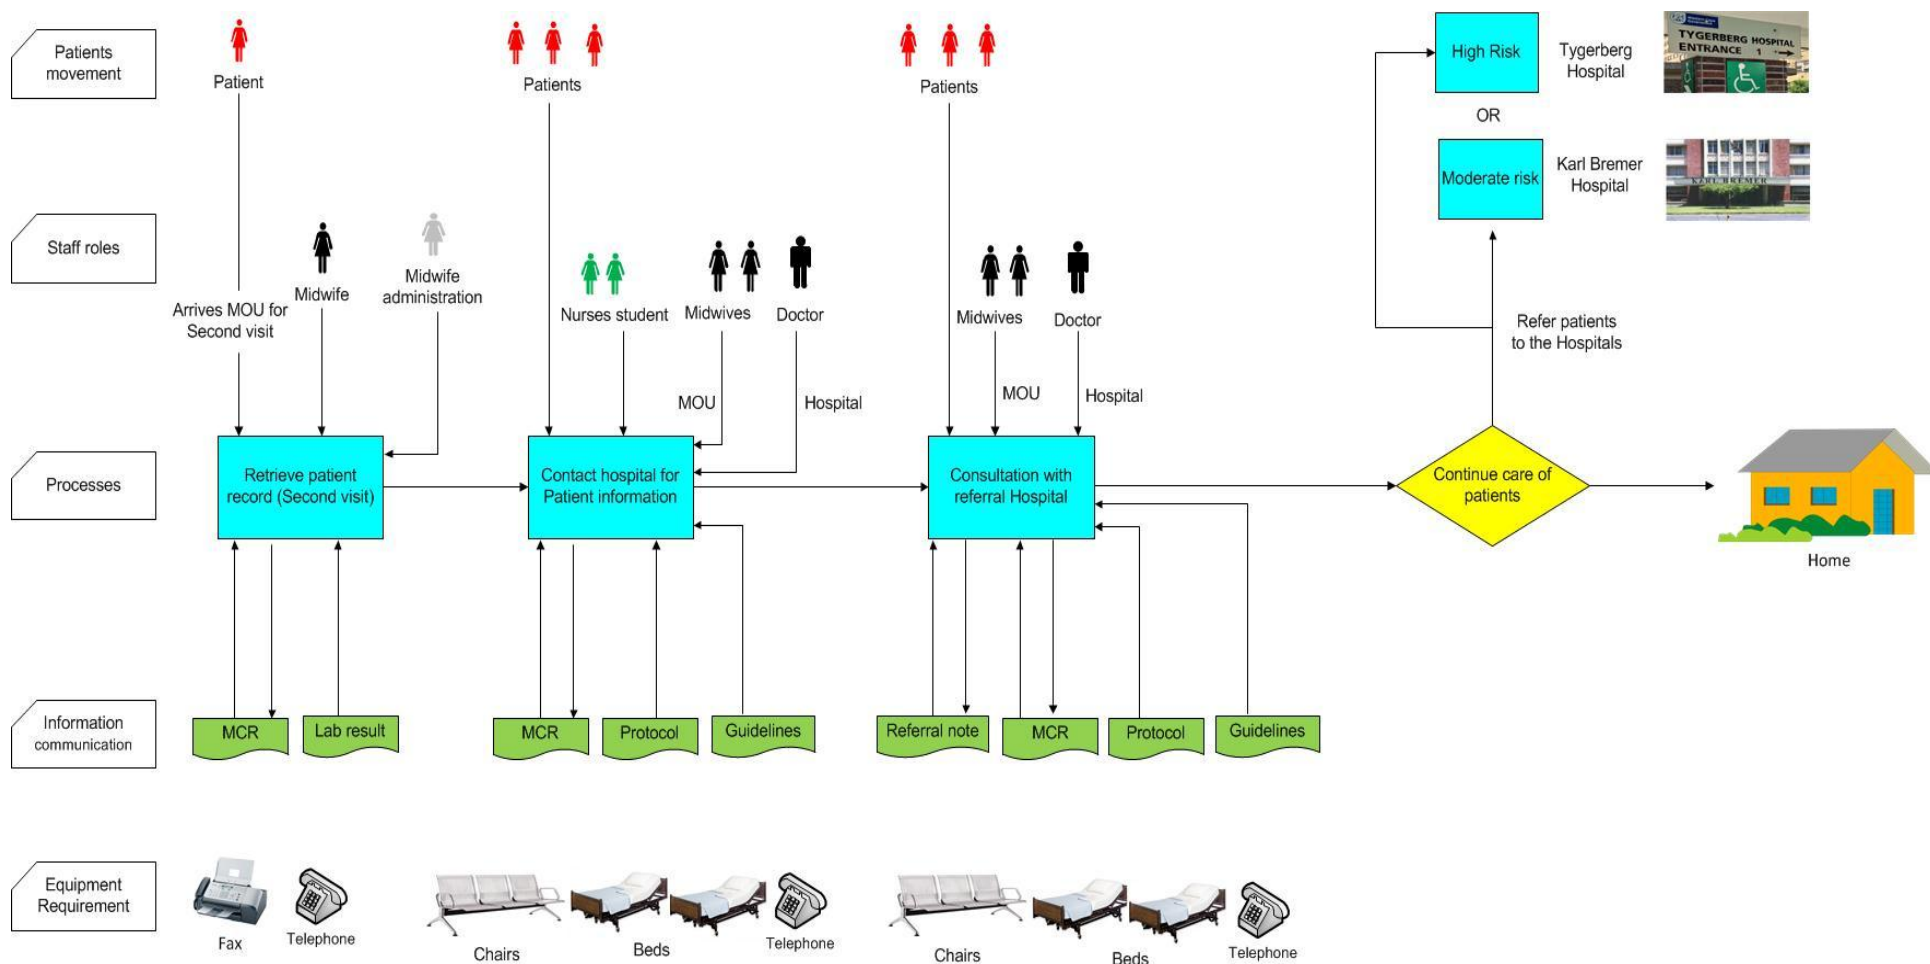 Patients
movement
Patient
Patients
Patients
High Risk
Tygerberg
Hospital
TYGERBERG HOSPITAL
ENTRANCE 1
OR
Moderate risk
Karl Bremer
Hospital
KARL BREMER
Staff roles
Midwife
Midwife
administration
Arrives MOU for
Second visit
Nurses student
Midwives
Doctor
MOU
Hospital
Midwives
Doctor
MOU
Hospital
Refer patients
to the Hospitals
Processes
Retrieve patient
record (Second visit)
Contact hospital for
Patient information
Consultation with
referral Hospital
Continue care of
patients
Home
Information
communication
MCR
Lab result
MCR
Protocol
Guidelines
Referral note
MCR
Protocol
Guidelines
Equipment
Requirement
Fax
Telephone
Chairs
Beds
Telephone
Chairs
Beds
Telephone